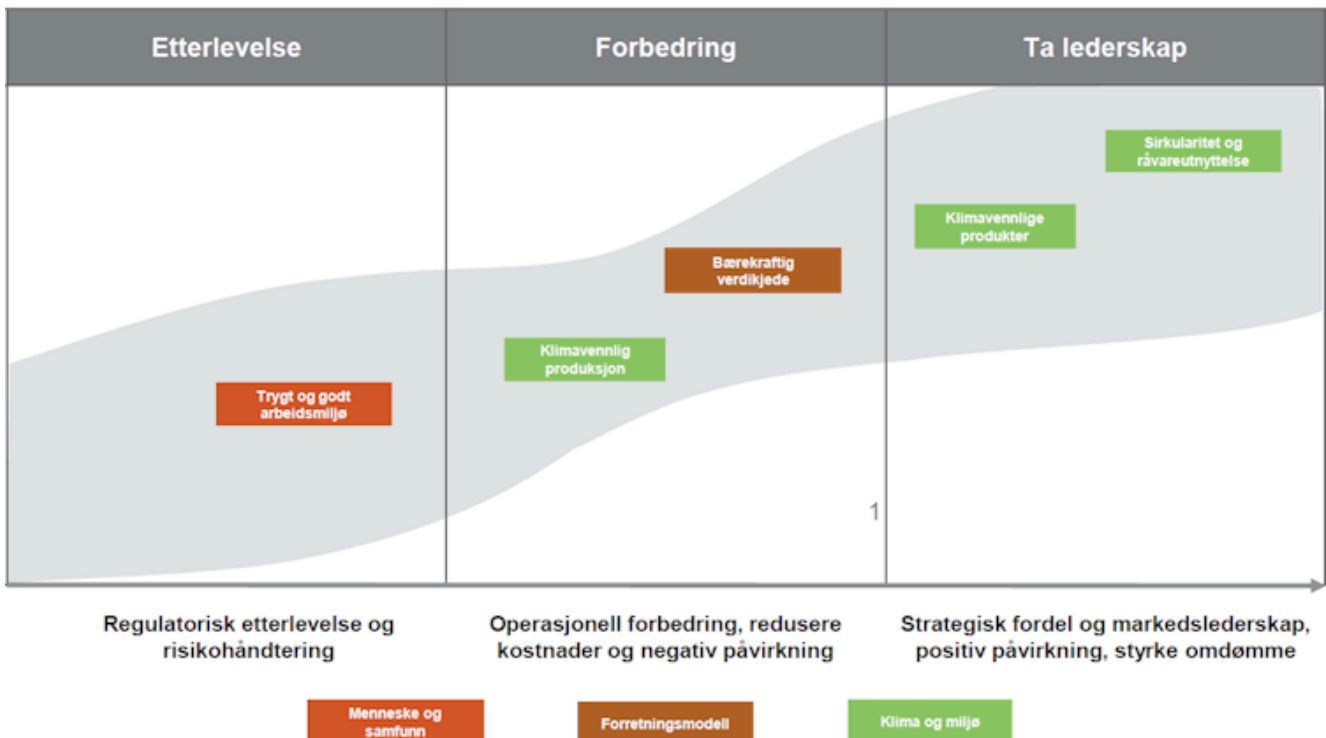 Etterlevelse
Forbedring
Ta lederskap
Sirkularitet og
råvareutnyttelse
Klimavennlige
produkter
Bærekraftig
verdikjede
Klimavennlig
produksjon
Trygt og godt
arbeidsmiljø
1
Regulatorisk etterlevelse og
risikohåndtering
Operasjonell forbedring, redusere
kostnader og negativ påvirkning
Strategisk fordel og markedslederskap,
positiv påvirkning, styrke omdømme
Menneske og
samfunn
Forretningsmodell
Klima og miljø